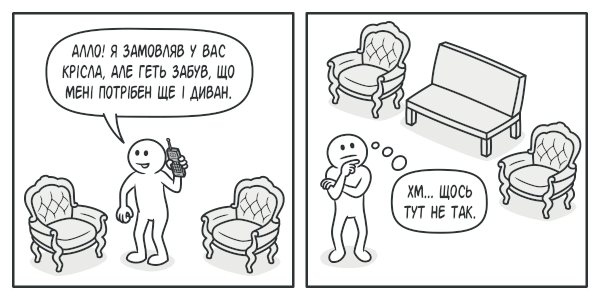 АЛЛО! Я ЗАМОВЛЯВ У ВАС
КРІСЛА, АЛЕ ГЕТЬ ЗАБУВ, ЩО
МЕНІ ПОТРІБЕН ЩЕ І ДИВАН.
ХМ... ЩОСЬ
ТУТ НЕ ТАК.